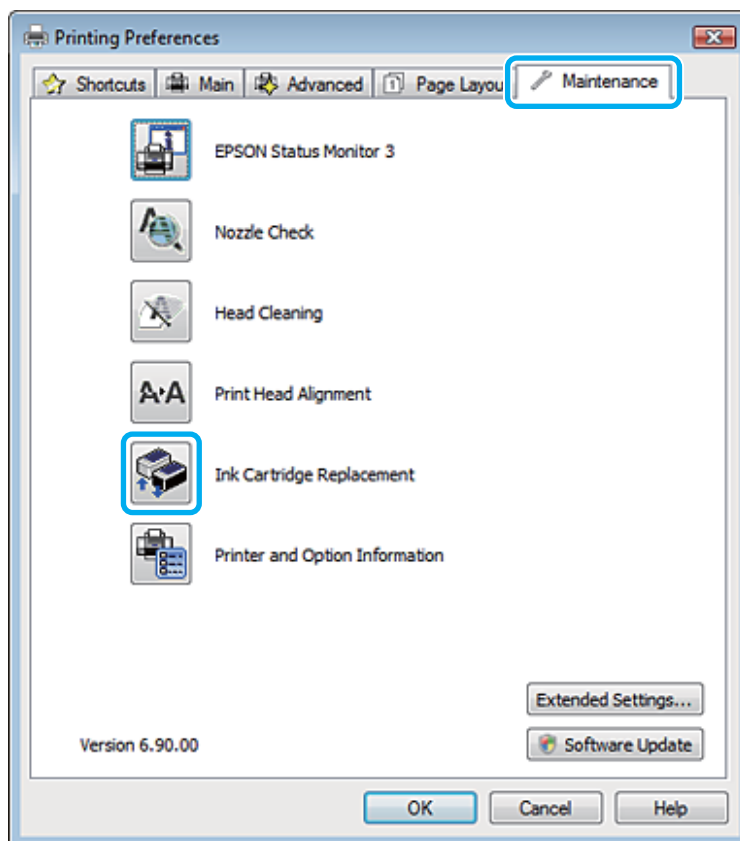 Printing Preferences
Shortcuts Main Advanced 1 Page Layou Maintenance
EPSON Status Monitor 3
Nozzle Check
Head Cleaning
A A Print Head Alignment
Ink Cartridge Replacement
Printer and Option Information
Extended Settings...
Version 6.90.00 Software Update
OK Cancel Help